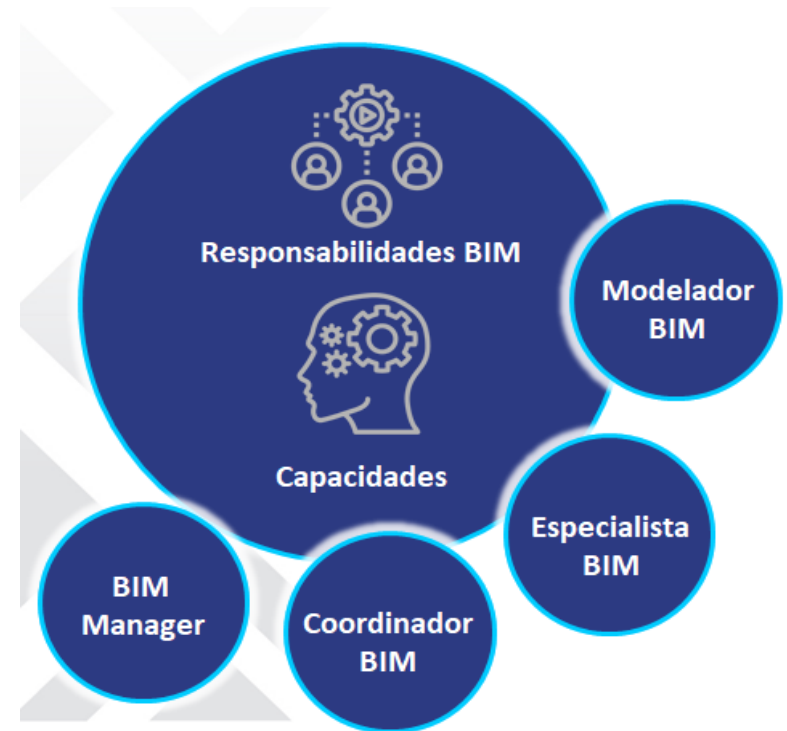 Responsabilidades BIM
Modelador
BIM
Capacidades
Especialista
BIM
BIM
Manager
Coordinador
BIM